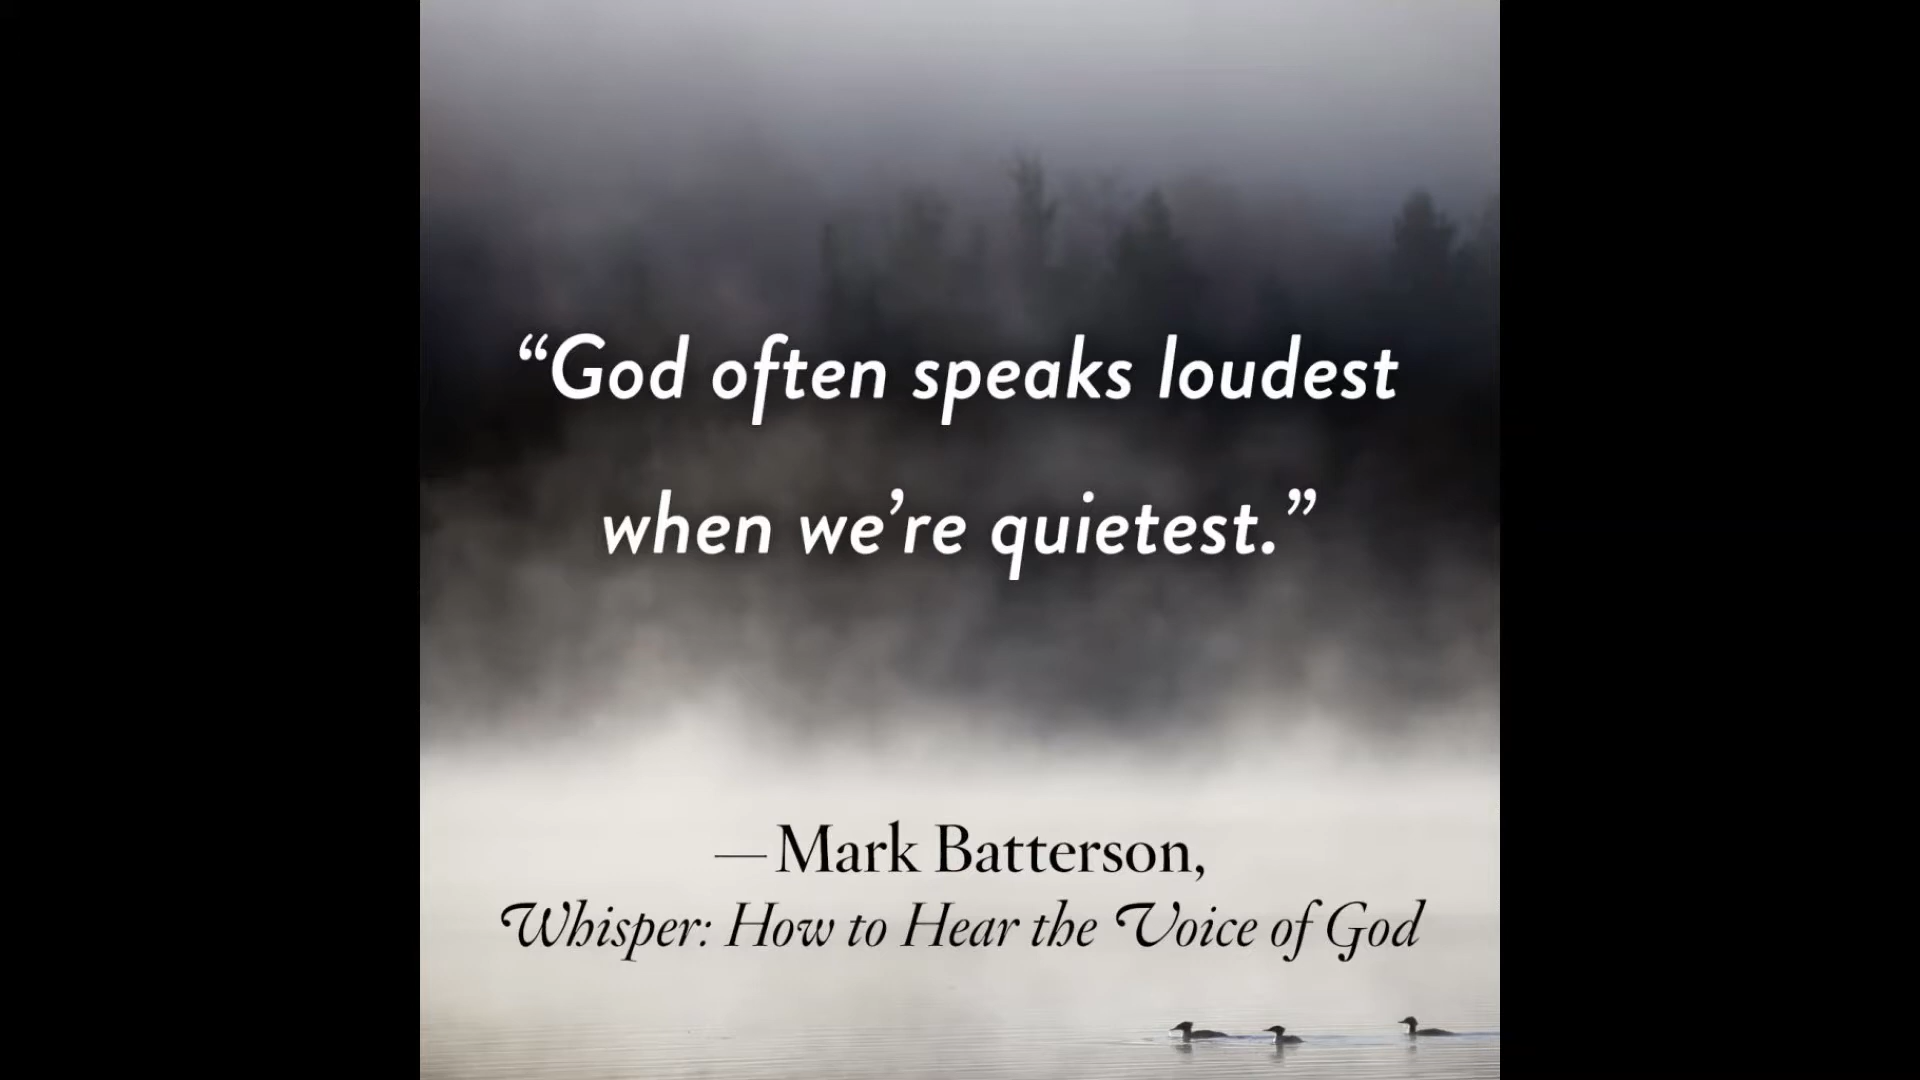 “God often speaks loudest
when we’re quietest.”
—Mark Batterson,
Whisper: How to Hear the Voice of God